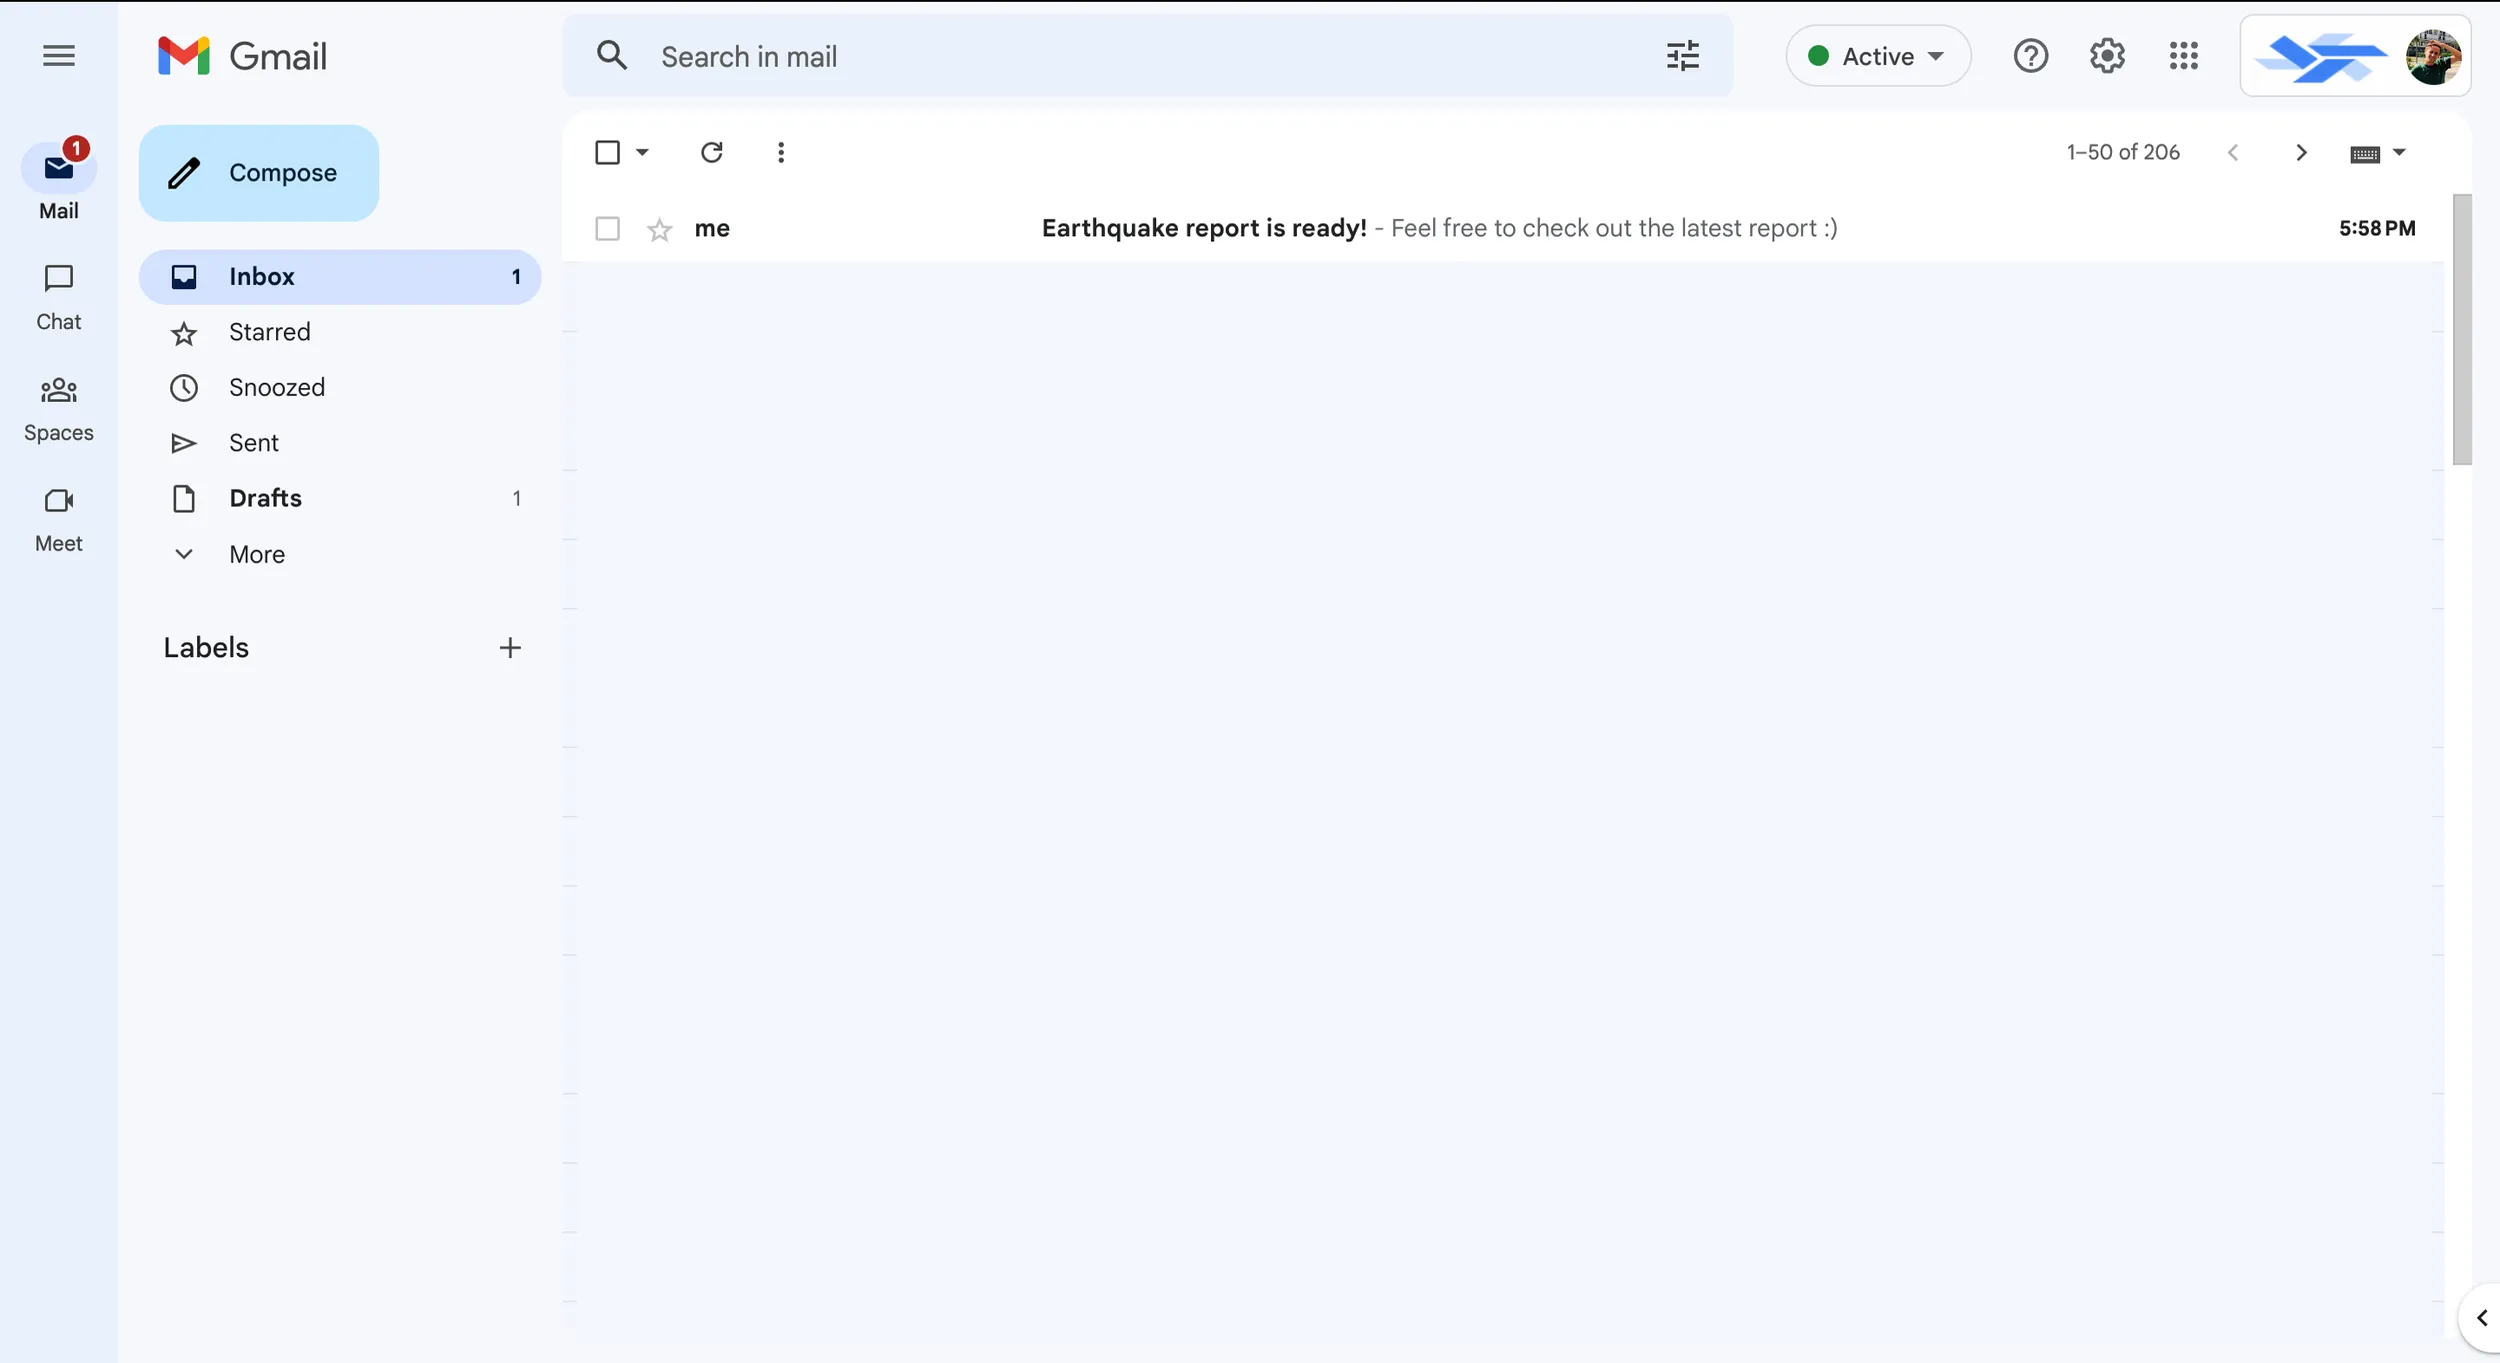 Gmail
Search in mail
Active
1
Mail
Chat
Spaces
Meet
Compose
Inbox 1
Starred
Snoozed
Sent
Drafts 1
More
Labels
1–50 of 206
me Earthquake report is ready! - Feel free to check out the latest report :) 5:58 PM